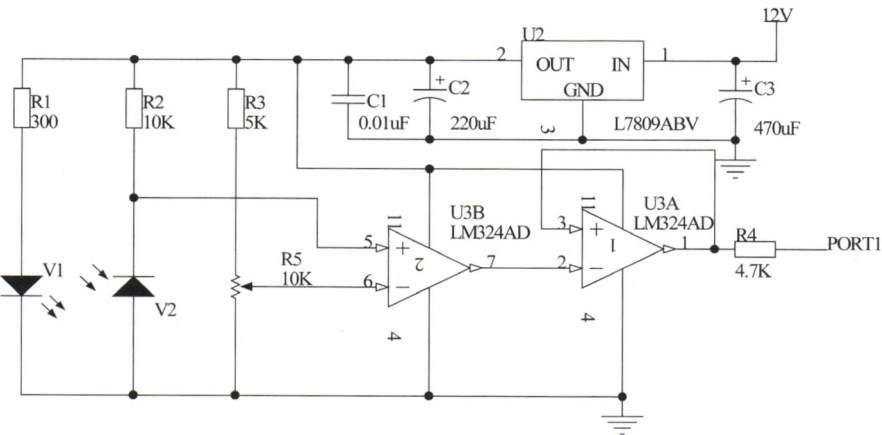 12V
U2
2
1
OUT
IN
GND
+
C3
R1
300
R2
10K
R3
5K
C1
0.01uF
+
C2
220uF
3
L7809ABV
470uF
11
U3B
LM324AD
11
U3A
LM324AD
3
+
1
1
R4
4.7K
PORT1
5
+
2
7
2
−
6
−
R5
10K
V1
V2
4
4